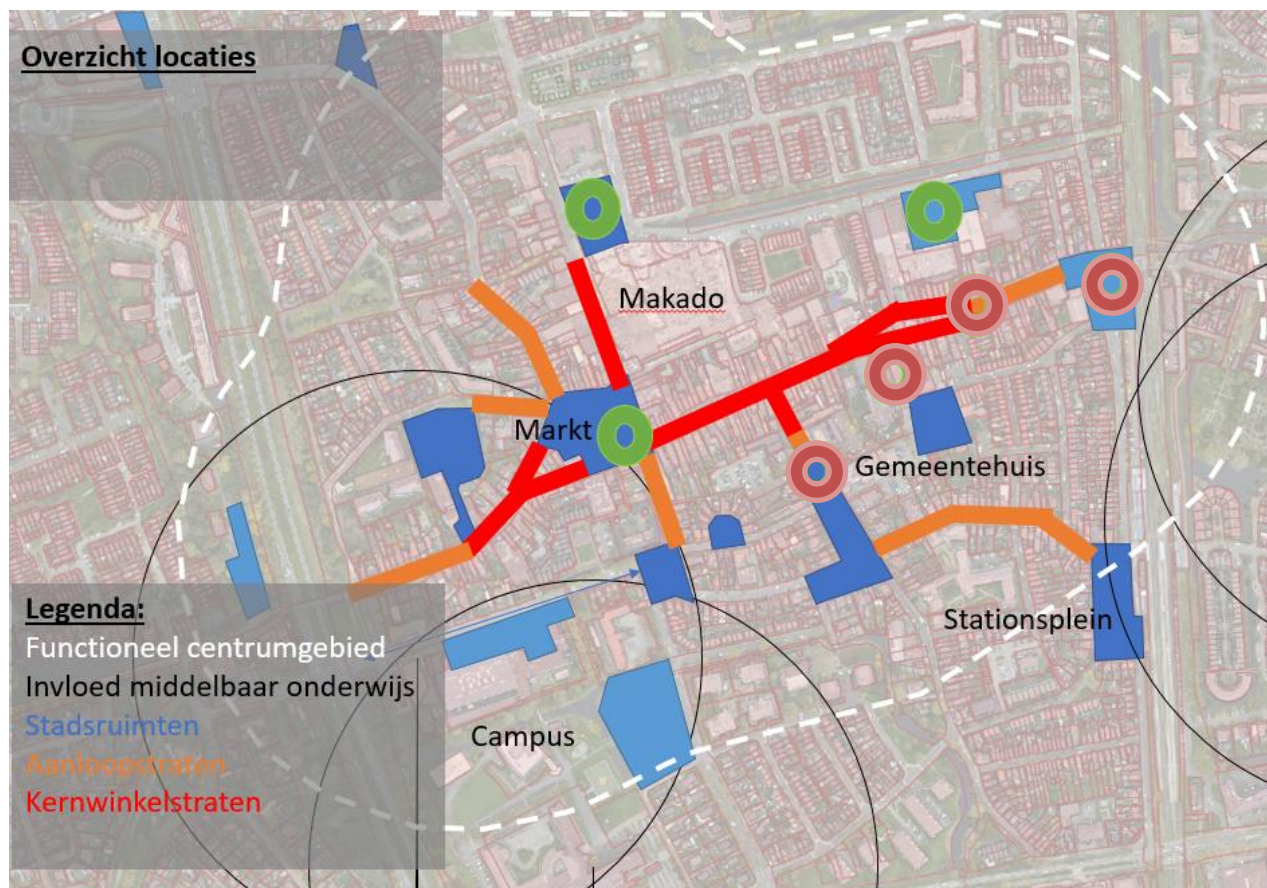 Overzicht locaties
Makado
Markt
Gemeentehuis
Stationsplein
Campus
Legenda:
Functioneel centrumgebied
Invloed middelbaar onderwijs
Stadsruimten
Aanloopstraten
Kernwinkelstraten